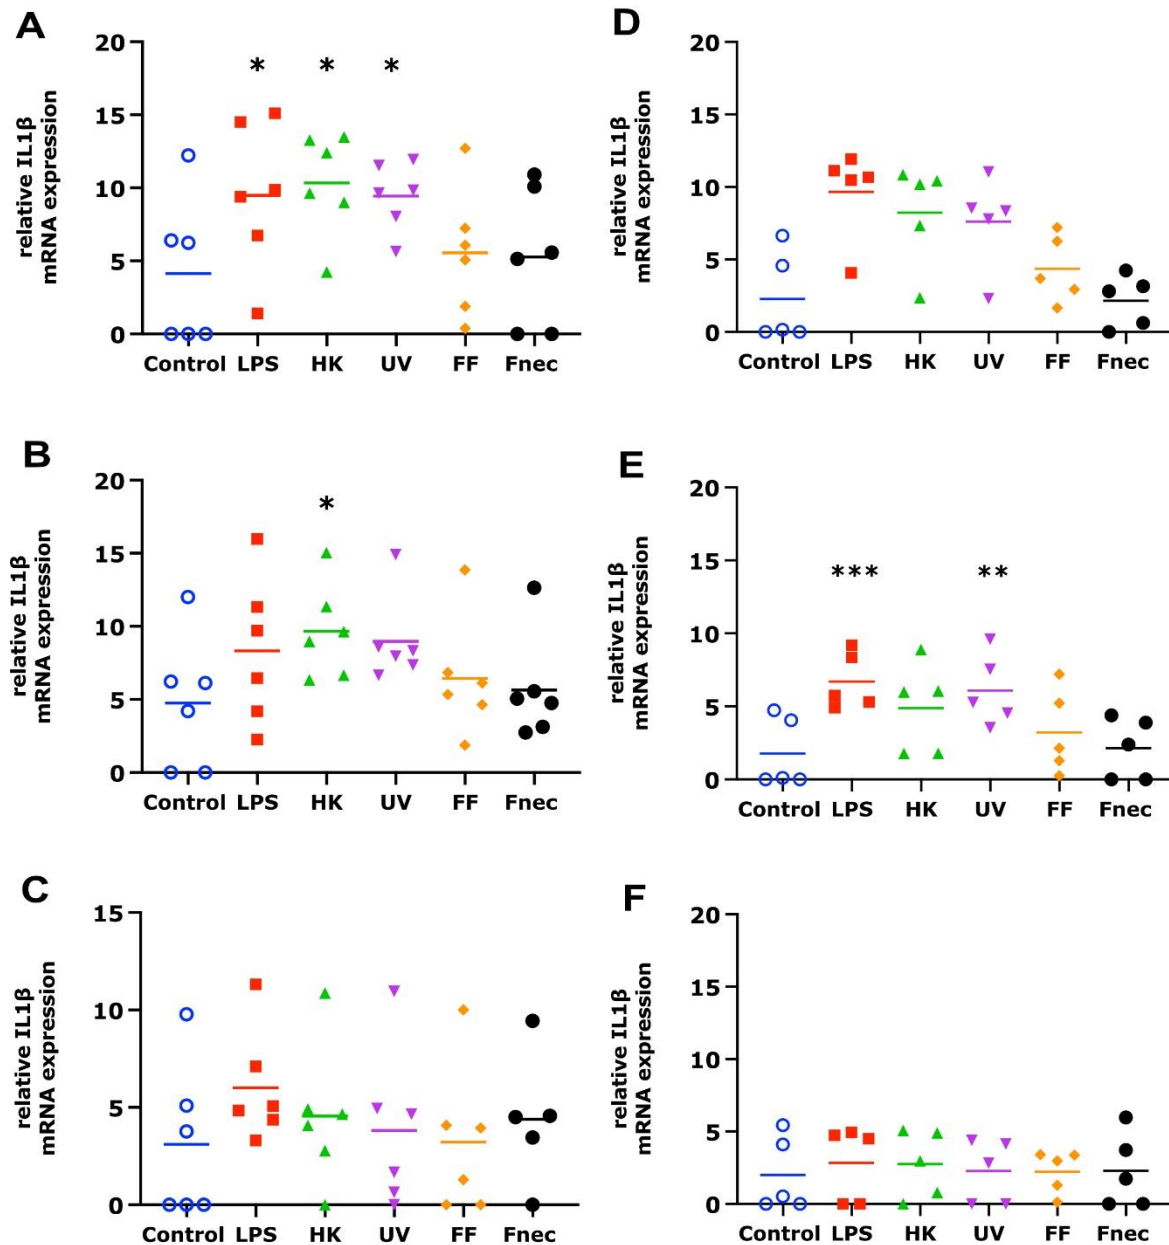 A
relative IL1β
mRNA expression
20
15
10
5
0
* * *
Control LPS HK UV FF Fnec
B
relative IL1β
mRNA expression
20
15
10
5
0
*
Control LPS HK UV FF Fnec
C
relative IL1β
mRNA expression
15
10
5
0
Control LPS HK UV FF Fnec
D
relative IL1β
mRNA expression
20
15
10
5
0
Control LPS HK UV FF Fnec
E
relative IL1β
mRNA expression
20
15
10
5
0
*** **
Control LPS HK UV FF Fnec
F
relative IL1β
mRNA expression
20
15
10
5
0
Control LPS HK UV FF Fnec